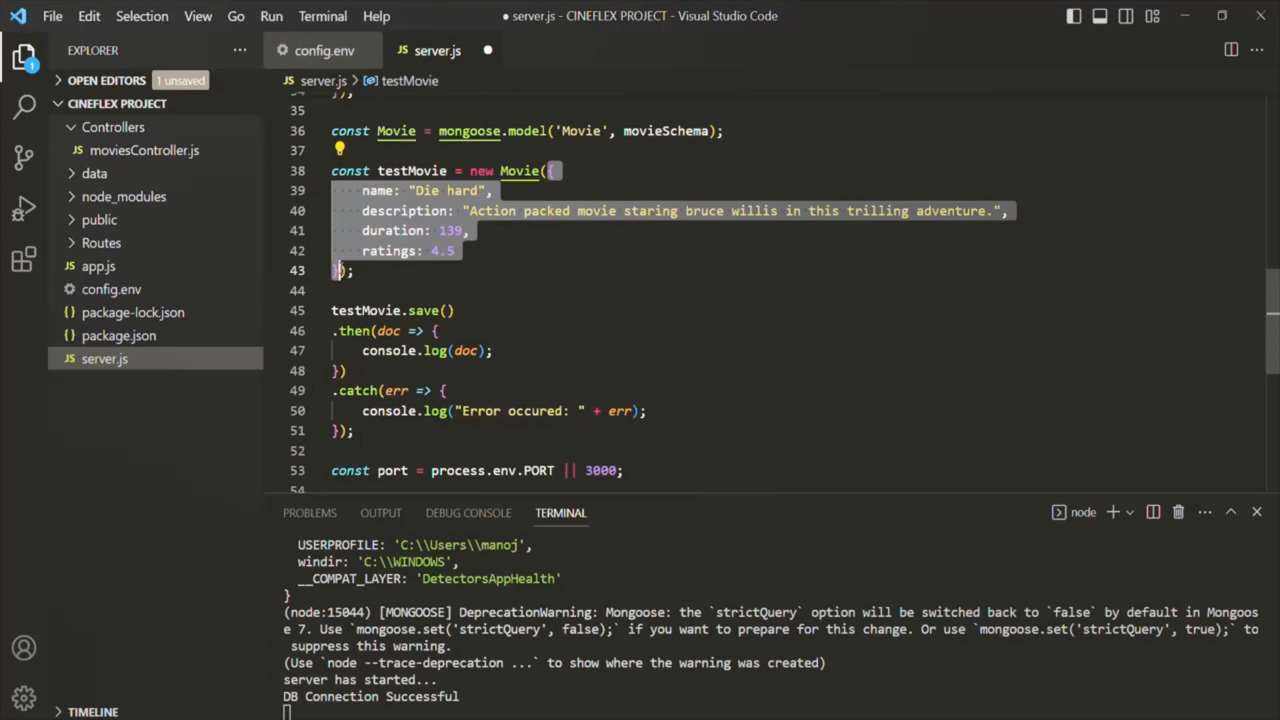 File Edit Selection View Go Run Terminal Help
● server.js - CINEFLEX PROJECT - Visual Studio Code
EXPLORER ···
1
OPEN EDITORS 1 unsaved
CINEFLEX PROJECT
Controllers
JS moviesController.js
data
node_modules
public
Routes
JS app.js
config.env
{} package-lock.json
{} package.json
JS server.js
TIMELINE
config.env
JS server.js ●
JS server.js > testMovie
34 });
35
36 const Movie = mongoose.model('Movie', movieSchema);
37
38 const testMovie = new Movie({
39 ····name: "Die hard",
40 ····description: "Action packed movie staring bruce willis in this trilling adventure.",
41 ····duration: 139,
42 ····ratings: 4.5
43 });
44
45 testMovie.save()
46 .then(doc => {
47 console.log(doc);
48 })
49 .catch(err => {
50 console.log("Error occured: " + err);
51 });
52
53 const port = process.env.PORT || 3000;
54
PROBLEMS OUTPUT DEBUG CONSOLE TERMINAL
node
USERPROFILE: 'C:\\Users\\manoj',
windir: 'C:\\WINDOWS',
__COMPAT_LAYER: 'DetectorsAppHealth'
}
(node:15044) [MONGOOSE] DeprecationWarning: Mongoose: the `strictQuery` option will be switched back to `false` by default in Mongoos
e 7. Use `mongoose.set('strictQuery', false);` if you want to prepare for this change. Or use `mongoose.set('strictQuery', true);` to
suppress this warning.
(Use `node --trace-deprecation ...` to show where the warning was created)
server has started...
DB Connection Successful